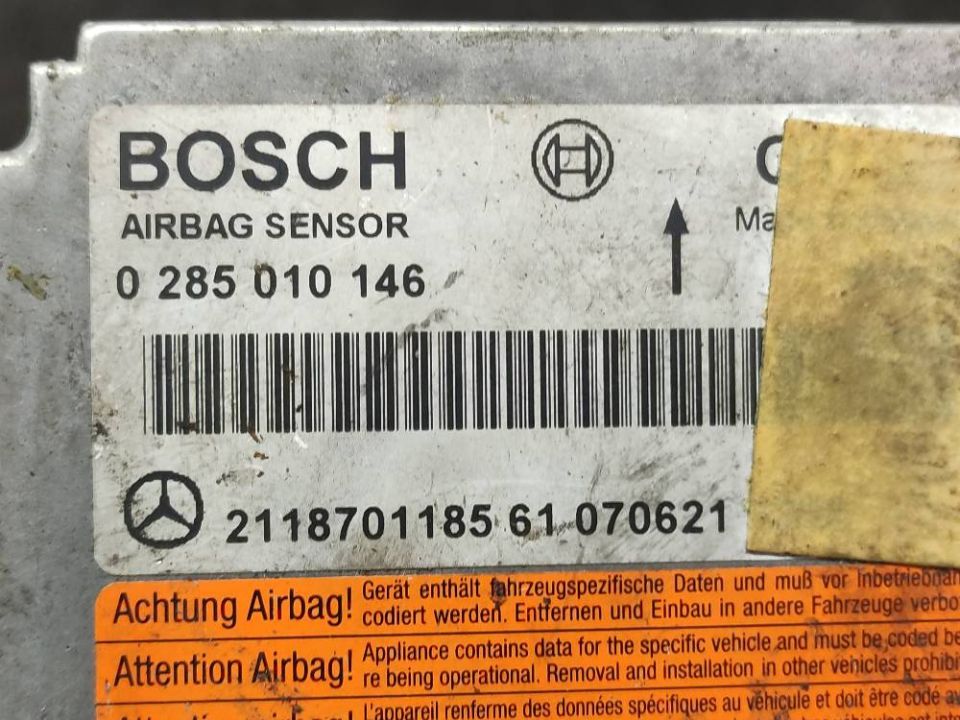 BOSCH
AIRBAG SENSOR
0 285 010 146
2118701185 61 070621
Achtung Airbag! Gerät enthält fahrzeugspezifische Daten und muß vor
codiert werden. Entfernen und Einbau in andere Fahrzeuge
Attention Airbag! Appliance contains data for the specific vehicle and must be coded
re being operational. Removal and installation in other vehicles
L'appareil renferme des données spécifiques au véhicule et doit être codé